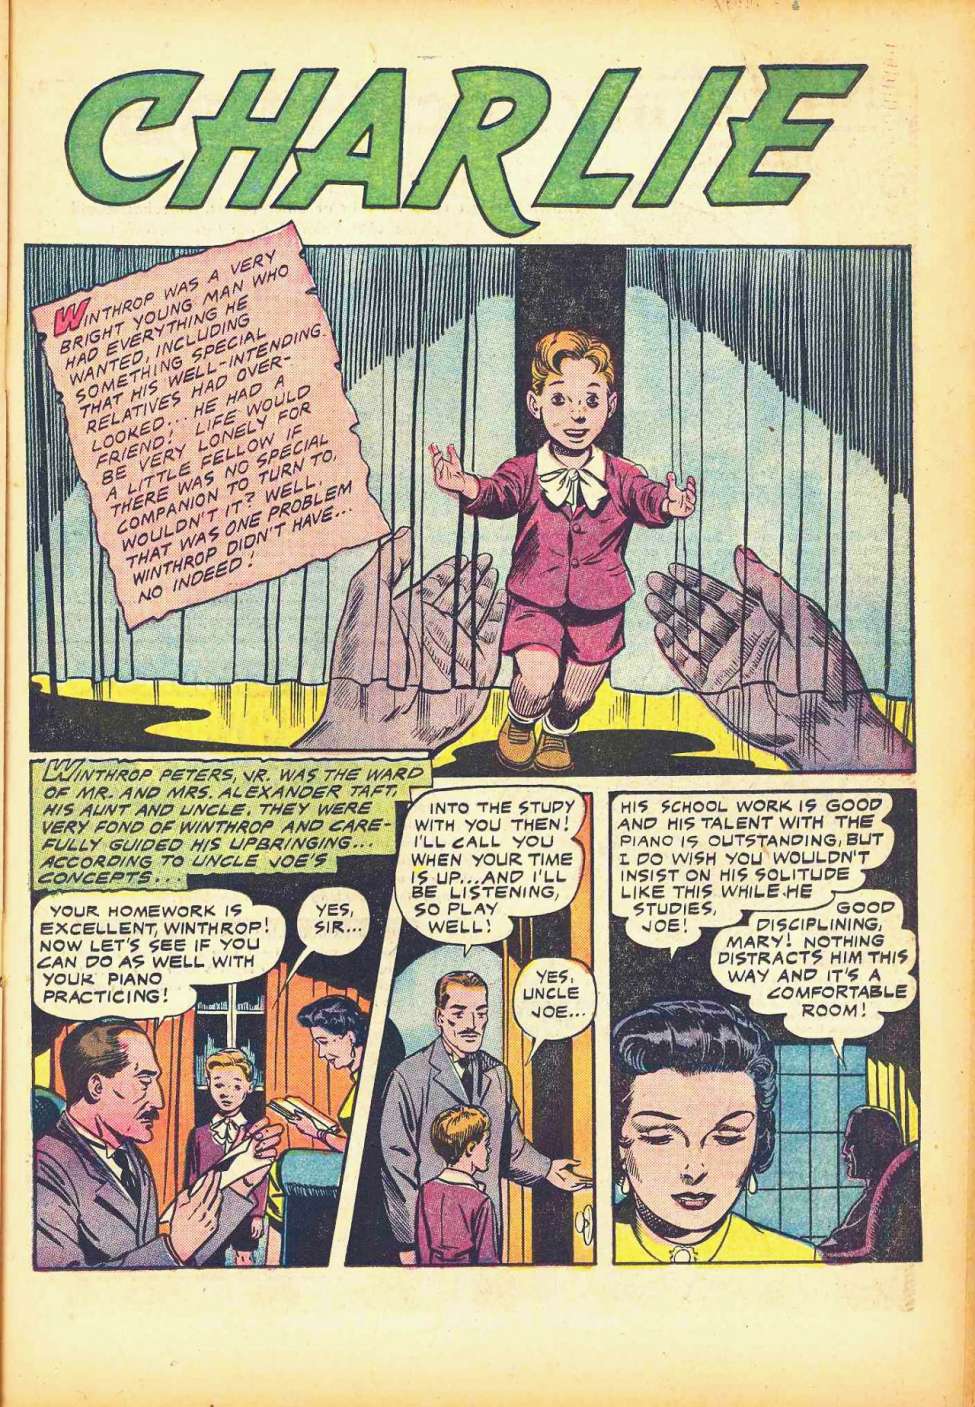 CHARLIE
WINTHROP WAS A VERY
BRIGHT YOUNG MAN WHO
HAD EVERYTHING HE
WANTED, INCLUDING
SOMETHING SPECIAL
THAT HIS WELL-INTENDING
RELATIVES HAD OVER-
LOOKED... HE HAD A
FRIEND! LIFE WOULD
BE VERY LONELY FOR
A LITTLE FELLOW IF
THERE WAS NO SPECIAL
COMPANION TO TURN TO,
WOULDN'T IT? WELL,
THAT WAS ONE PROBLEM
WINTHROP DIDN'T HAVE...
NO INDEED!
WINTHROP PETERS, JR. WAS THE WARD
OF MR. AND MRS. ALEXANDER TAFT,
HIS AUNT AND UNCLE. THEY WERE
VERY FOND OF WINTHROP AND CARE-
FULLY GUIDED HIS UPBRINGING...
ACCORDING TO UNCLE JOE'S
CONCEPTS...
YOUR HOMEWORK IS
EXCELLENT, WINTHROP!
NOW LET'S SEE IF YOU
CAN DO AS WELL WITH
YOUR PIANO
PRACTICING!
YES,
SIR...
INTO THE STUDY
WITH YOU THEN!
I'LL CALL YOU
WHEN YOUR TIME
IS UP...AND I'LL
BE LISTENING,
SO PLAY
WELL!
YES,
UNCLE
JOE...
HIS SCHOOL WORK IS GOOD
AND HIS TALENT WITH THE
PIANO IS OUTSTANDING, BUT
I DO WISH YOU WOULDN'T
INSIST ON HIS SOLITUDE
LIKE THIS WHILE HE
STUDIES,
JOE!
GOOD
DISCIPLINING,
MARY! NOTHING
DISTRACTS HIM THIS
WAY AND IT'S A
COMFORTABLE
ROOM!